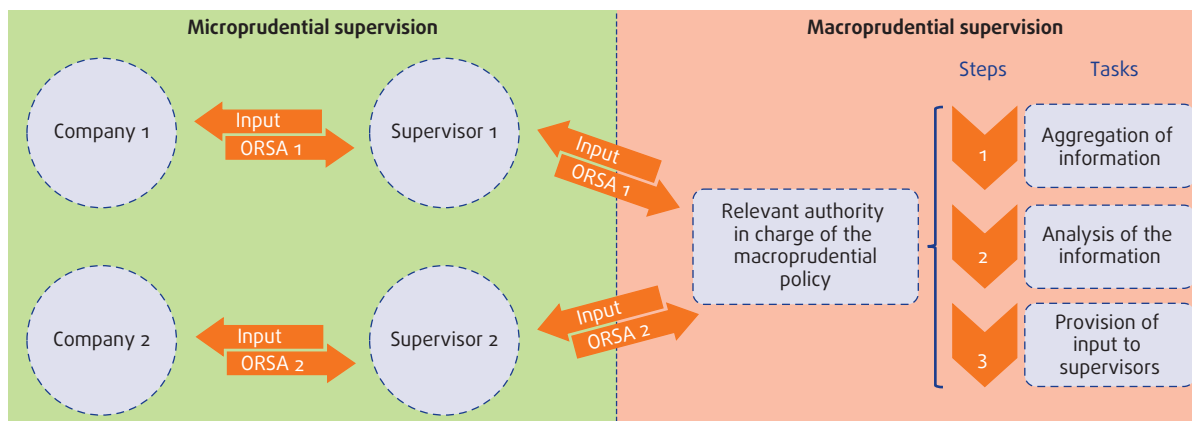 Microprudential supervision
Macroprudential supervision
Steps
Tasks
Company 1
Input
ORSA 1
Supervisor 1
Input
ORSA 1
Company 2
Input
ORSA 2
Supervisor 2
Input
ORSA 2
Relevant authority
in charge of the
macroprudential
policy
1
Aggregation of
information
2
Analysis of the
information
3
Provision of
input to
supervisors